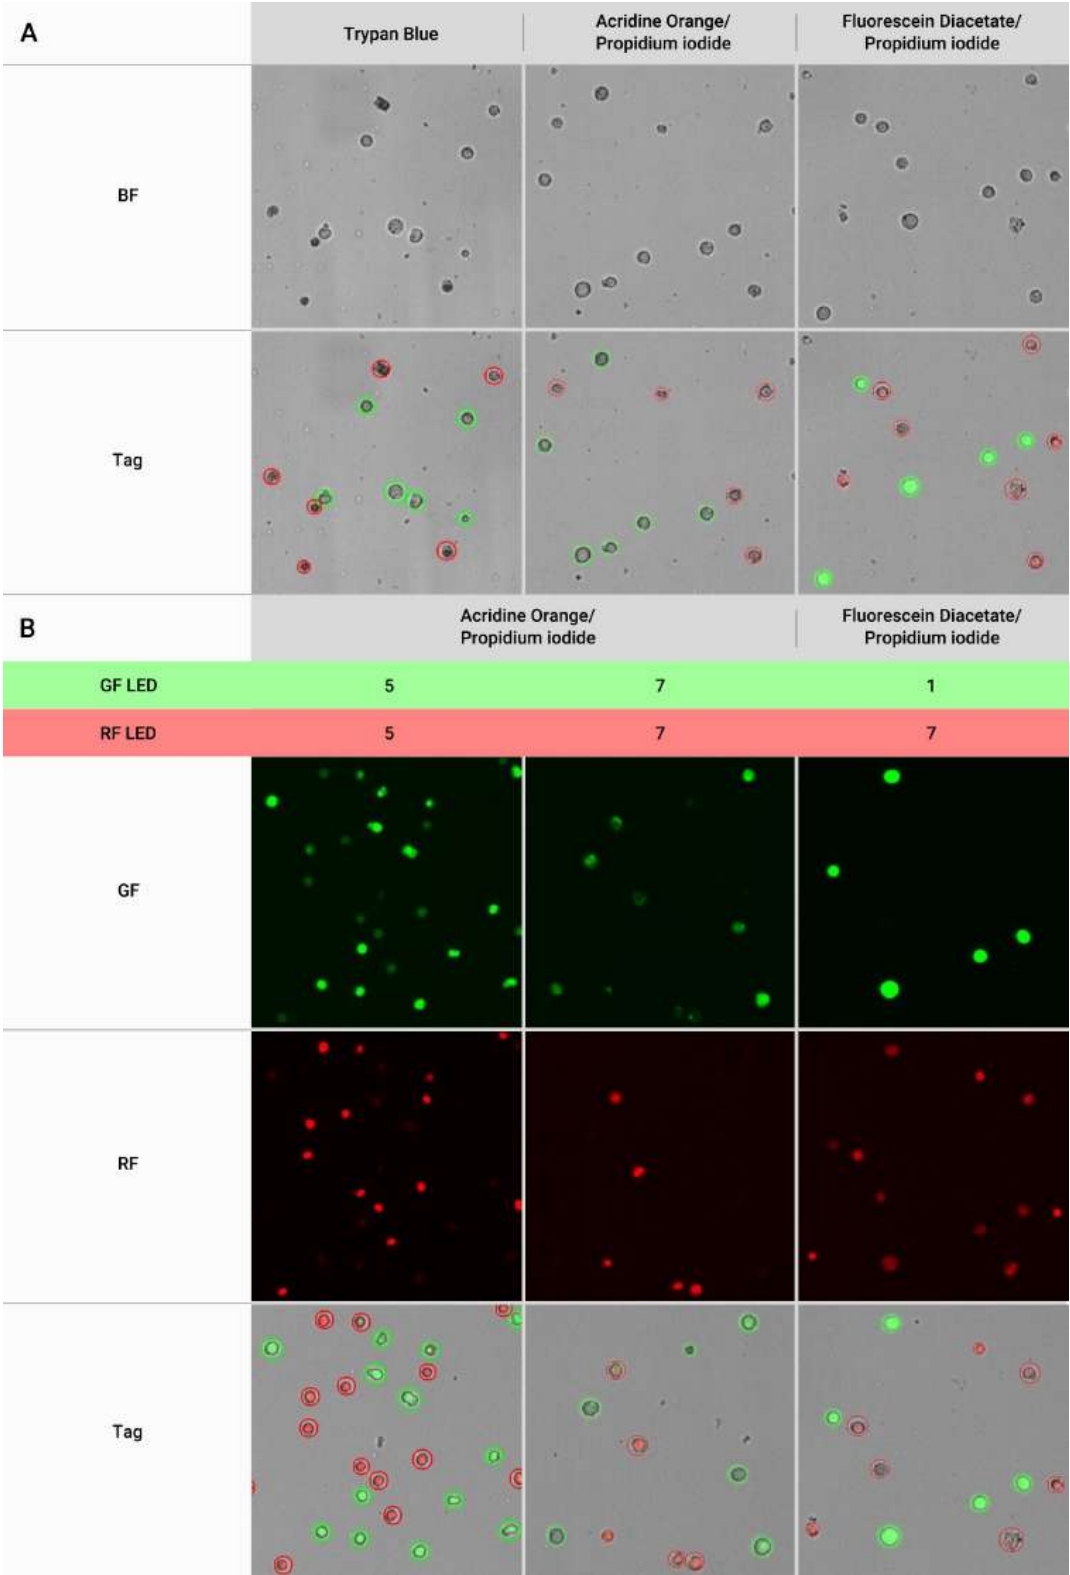 A
Trypan Blue
Acridine Orange/
Propidium iodide
Fluorescein Diacetate/
Propidium iodide
BF
Tag
B
Acridine Orange/
Propidium iodide
Fluorescein Diacetate/
Propidium iodide
GF LED 5 7 1
RF LED 5 7 7
GF
RF
Tag